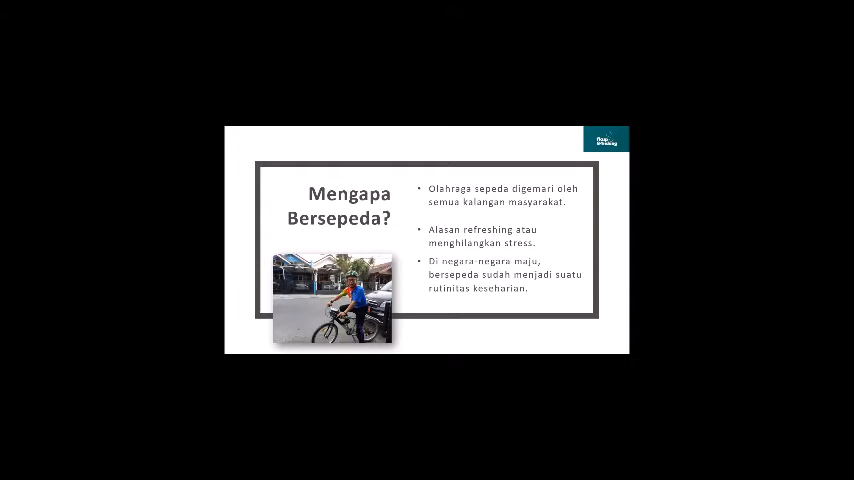 Mengapa
Bersepeda?
• Olahraga sepeda digemari oleh
semua kalangan masyarakat.
• Alasan refreshing atau
menghilangkan stress.
• Di negara-negara maju,
bersepeda sudah menjadi suatu
rutinitas keseharian.